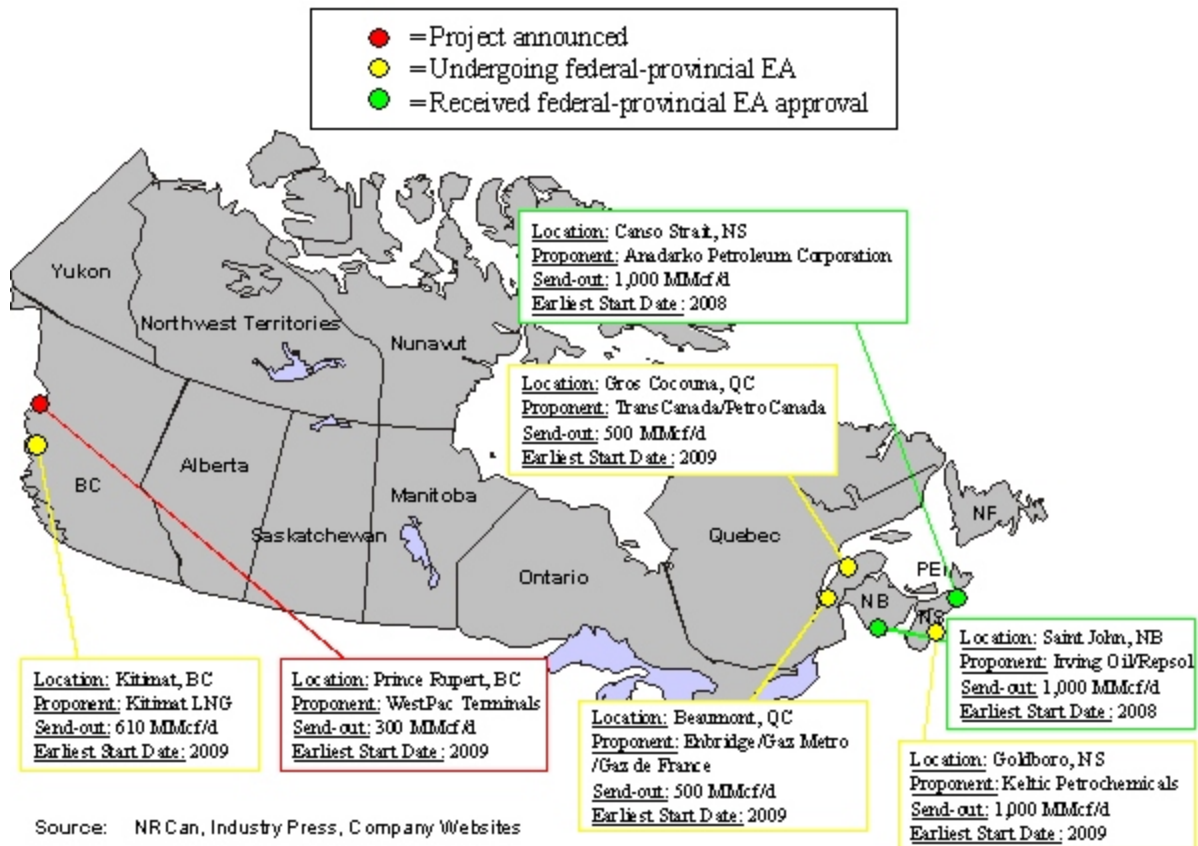 =Project announced
=Undergoing federal-provincial EA
=Received federal-provincial EA approval
Location: Canso Strait, NS
Proponent: Anadarko Petroleum Corporation
Send-out: 1,000 MMcf/d
Earliest Start Date: 2008
Yukon
Northwest Territories
Nunavut
Location: Gros Cocouna, QC
Proponent: TransCanada/PetroCanada
Send-out: 500 MMcf/d
Earliest Start Date: 2009
BC
Alberta
Saskatchewan
Manitoba
Ontario
Quebec
NF
PEI
NB
NS
Location: Kitimat, BC
Proponent: Kitimat LNG
Send-out: 610 MMcf/d
Earliest Start Date: 2009
Location: Prince Rupert, BC
Proponent: WestPac Terminals
Send-out: 300 MMcf/d
Earliest Start Date: 2009
Location: Beaumont, QC
Proponent: Enbridge/Gaz Metro
/Gaz de France
Send-out: 500 MMcf/d
Earliest Start Date: 2009
Location: Saint John, NB
Proponent: Irving Oil/Repsol
Send-out: 1,000 MMcf/d
Earliest Start Date: 2008
Location: Goldboro, NS
Proponent: Keltic Petrochemicals
Send-out: 1,000 MMcf/d
Earliest Start Date: 2009
Source: NRCan, Industry Press, Company Websites